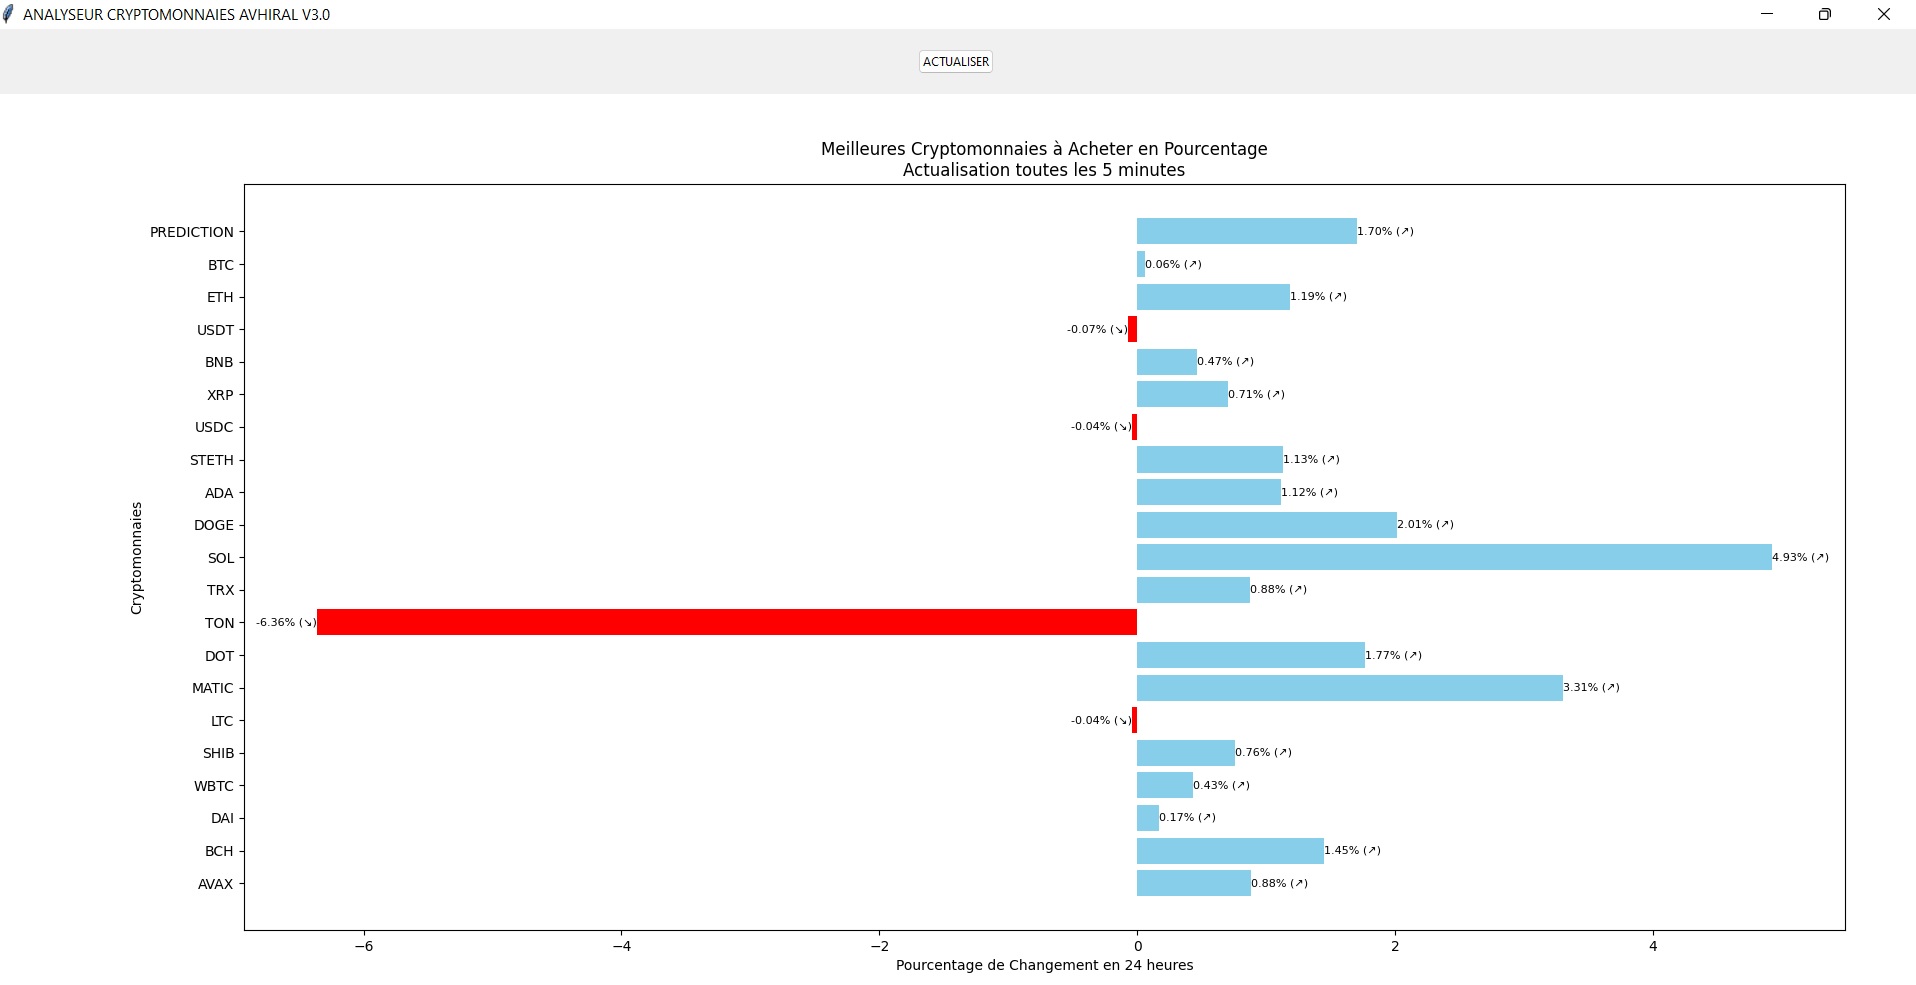 ANALYSEUR CRYPTOMONNAIES AVHIRAL V3.0
ACTUALISER
Meilleures Cryptomonnaies à Acheter en Pourcentage
Actualisation toutes les 5 minutes
PREDICTION 1.70% (↗)
BTC 0.06% (↗)
ETH 1.19% (↗)
USDT -0.07% (↘)
BNB 0.47% (↗)
XRP 0.71% (↗)
USDC -0.04% (↘)
STETH 1.13% (↗)
ADA 1.12% (↗)
DOGE 2.01% (↗)
SOL 4.93% (↗)
TRX 0.88% (↗)
TON -6.36% (↘)
DOT 1.77% (↗)
MATIC 3.31% (↗)
LTC -0.04% (↘)
SHIB 0.76% (↗)
WBTC 0.43% (↗)
DAI 0.17% (↗)
BCH 1.45% (↗)
AVAX 0.88% (↗)
Cryptomonnaies
−6 −4 −2 0 2 4
Pourcentage de Changement en 24 heures